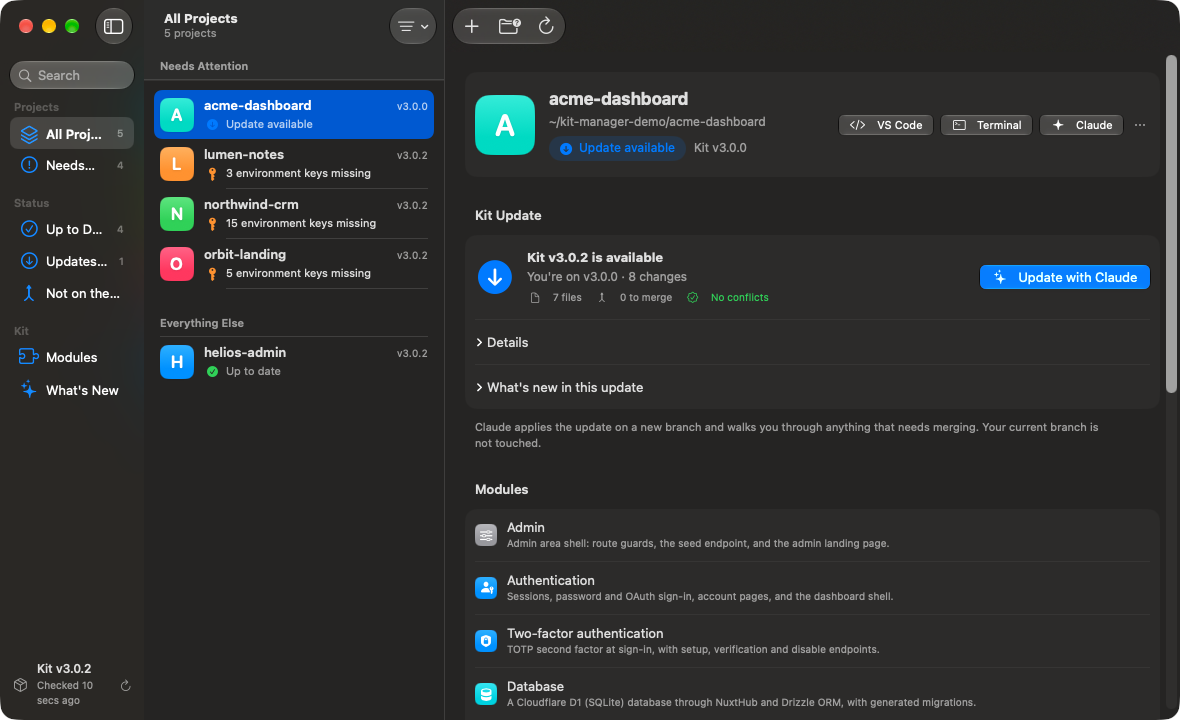 Search
Projects
All Proj... 5
Needs... 4
Status
Up to D... 4
Updates... 1
Not on the...
Kit
Modules
What's New
Kit v3.0.2
Checked 10
secs ago
All Projects
5 projects
Needs Attention
A acme-dashboard v3.0.0
Update available
L lumen-notes v3.0.2
3 environment keys missing
N northwind-crm v3.0.2
15 environment keys missing
O orbit-landing v3.0.2
5 environment keys missing
Everything Else
H helios-admin v3.0.2
Up to date
A
acme-dashboard
~/kit-manager-demo/acme-dashboard
Update available Kit v3.0.0
VS Code Terminal Claude
Kit Update
Kit v3.0.2 is available
You're on v3.0.0 · 8 changes
7 files 0 to merge No conflicts
Update with Claude
Details
What's new in this update
Claude applies the update on a new branch and walks you through anything that needs merging. Your current branch is
not touched.
Modules
Admin
Admin area shell: route guards, the seed endpoint, and the admin landing page.
Authentication
Sessions, password and OAuth sign-in, account pages, and the dashboard shell.
Two-factor authentication
TOTP second factor at sign-in, with setup, verification and disable endpoints.
Database
A Cloudflare D1 (SQLite) database through NuxtHub and Drizzle ORM, with generated migrations.